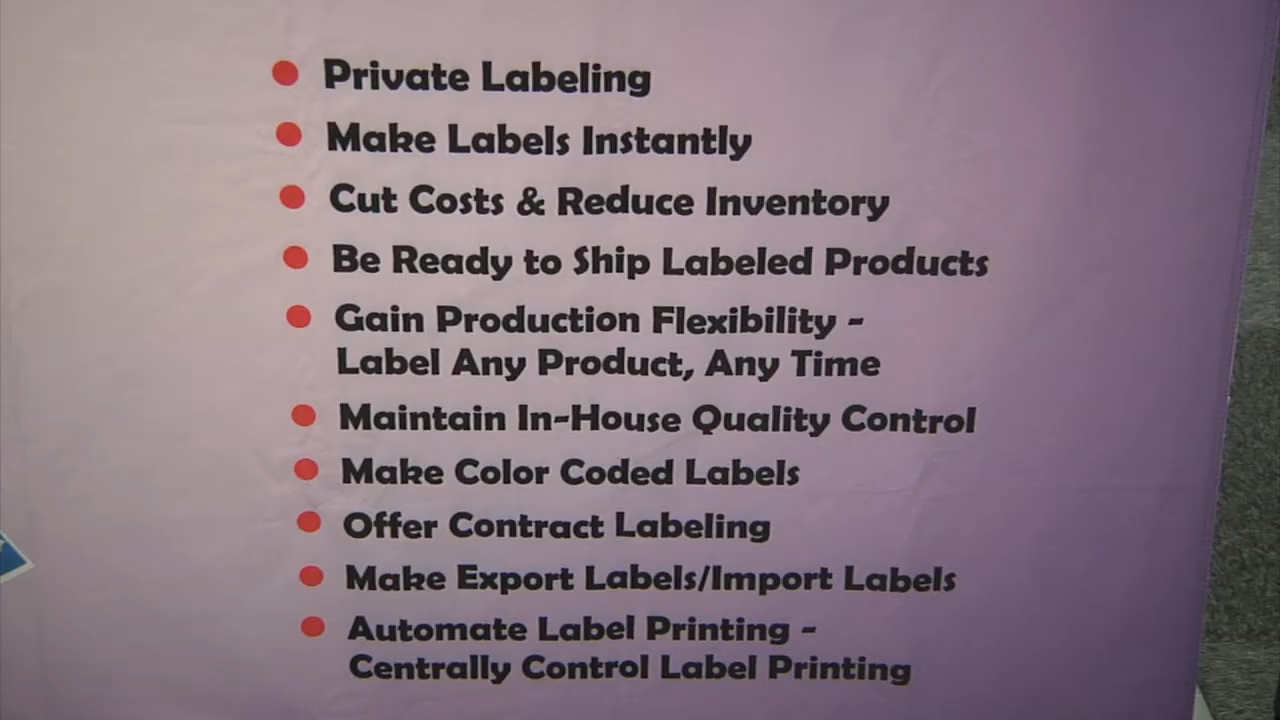 Private Labeling
Make Labels Instantly
Cut Costs & Reduce Inventory
Be Ready to Ship Labeled Products
Gain Production Flexibility -
Label Any Product, Any Time
Maintain In-House Quality Control
Make Color Coded Labels
Offer Contract Labeling
Make Export Labels/Import Labels
Automate Label Printing -
Centrally Control Label Printing